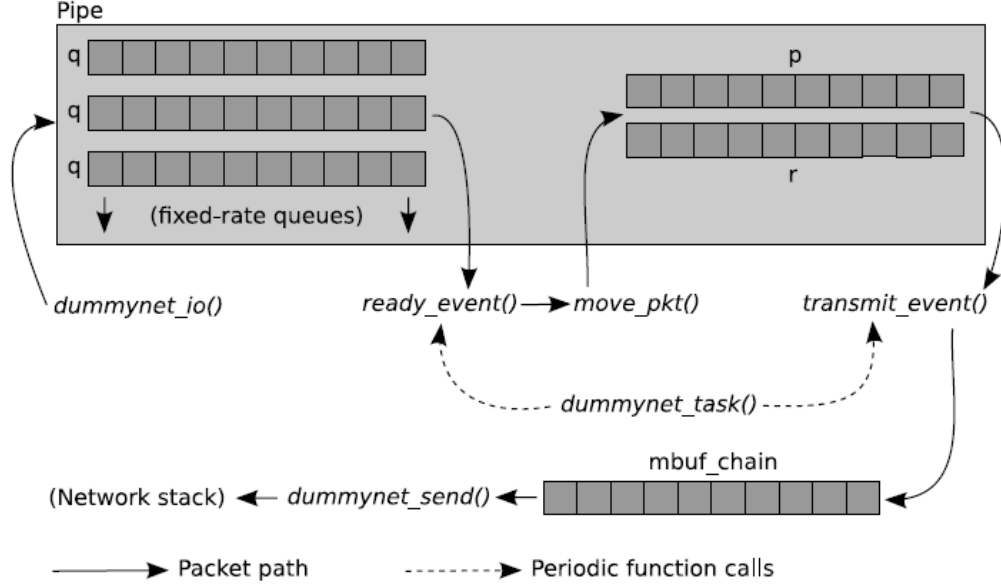 Pipe
q
q
q
(fixed-rate queues)
p
r
dummynet_io()
ready_event()
move_pkt()
transmit_event()
dummynet_task()
mbuf_chain
(Network stack)
dummynet_send()
Packet path
Periodic function calls